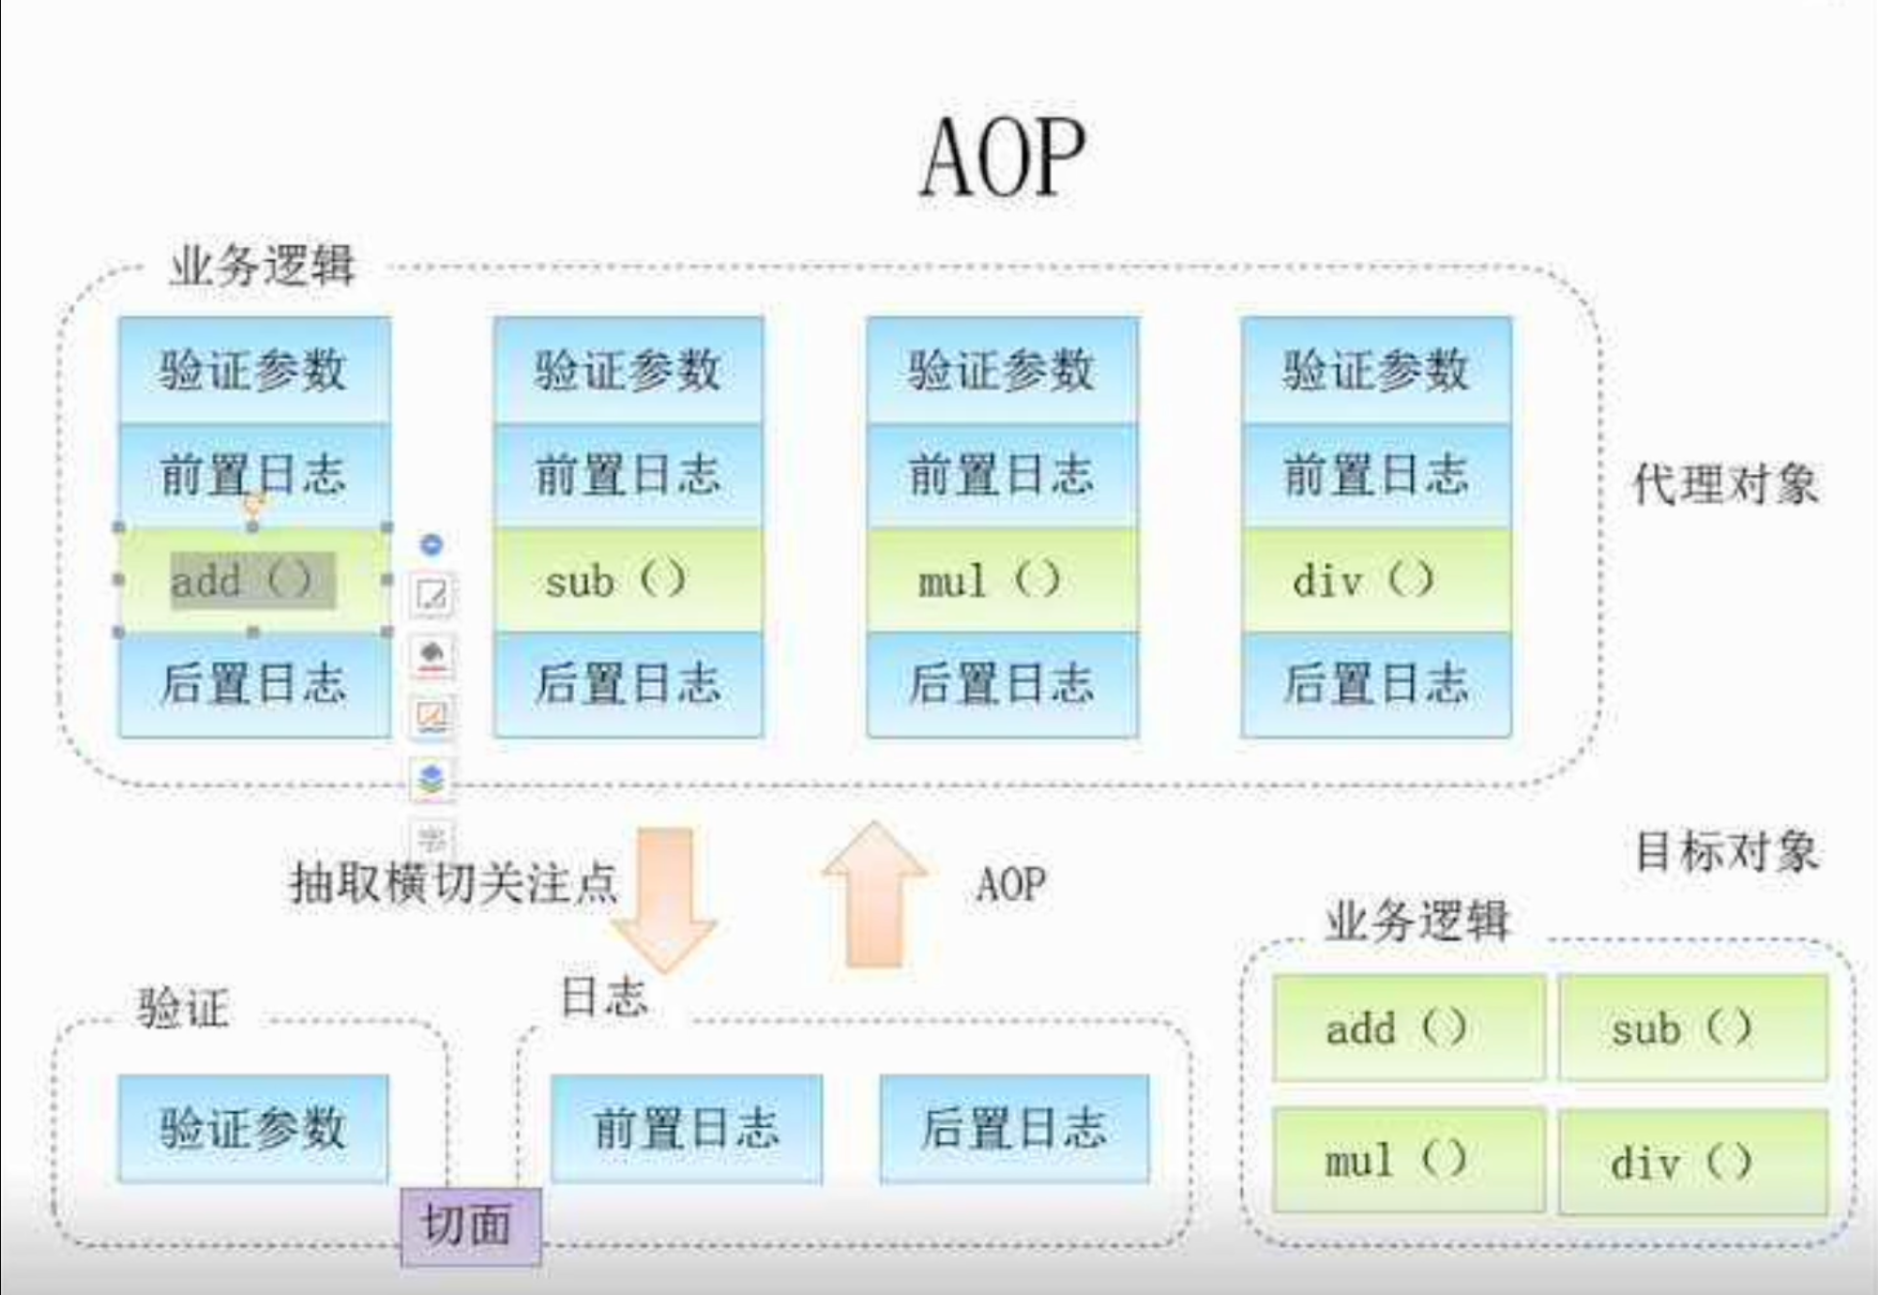 AOP
业务逻辑
验证参数
验证参数
验证参数
验证参数
前置日志
前置日志
前置日志
前置日志
代理对象
add（）
sub（）
mul（）
div（）
后置日志
后置日志
后置日志
后置日志
字
抽取横切关注点
AOP
目标对象
业务逻辑
验证
日志
add（）
sub（）
验证参数
前置日志
后置日志
mul（）
div（）
切面